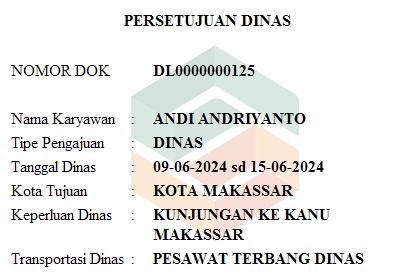 PERSETUJUAN DINAS
NOMOR DOK DL0000000125
Nama Karyawan : ANDI ANDRIYANTO
Tipe Pengajuan : DINAS
Tanggal Dinas : 09-06-2024 sd 15-06-2024
Kota Tujuan : KOTA MAKASSAR
Keperluan Dinas : KUNJUNGAN KE KANU
MAKASSAR
Transportasi Dinas : PESAWAT TERBANG DINAS